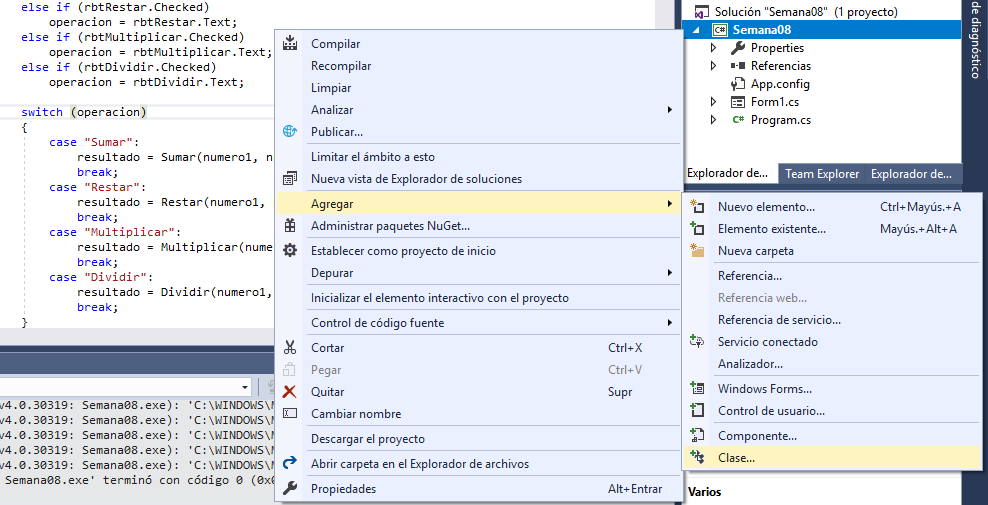 else if (rbtRestar.Checked)
operacion = rbtRestar.Text;
else if (rbtMultiplicar.Checked)
operacion = rbtMultiplicar.Text;
else if (rbtDividir.Checked)
operacion = rbtDividir.Text;
switch (operacion)
{
case "Sumar":
resultado = Sumar(numero1, n
break;
case "Restar":
resultado = Restar(numero1,
break;
case "Multiplicar":
resultado = Multiplicar(nume
break;
case "Dividir":
resultado = Dividir(numero1,
break;
}
v4.0.30319: Semana08.exe): 'C:\WINDOWS\M
v4.0.30319: Semana08.exe): 'C:\WINDOWS\M
v4.0.30319: Semana08.exe): 'C:\WINDOWS\M
v4.0.30319: Semana08.exe): 'C:\WINDOWS\M
v4.0.30319: Semana08.exe): 'C:\WINDOWS\M
Semana08.exe' terminó con código 0 (0x0
Compilar
Recompilar
Limpiar
Analizar
Publicar...
Limitar el ámbito a esto
Nueva vista de Explorador de soluciones
Agregar
Administrar paquetes NuGet...
Establecer como proyecto de inicio
Depurar
Inicializar el elemento interactivo con el proyecto
Control de código fuente
Cortar Ctrl+X
Pegar Ctrl+V
Quitar Supr
Cambiar nombre
Descargar el proyecto
Abrir carpeta en el Explorador de archivos
Propiedades Alt+Entrar
Solución "Semana08" (1 proyecto)
C# Semana08
Properties
Referencias
App.config
Form1.cs
C# Program.cs
Explorador de... Team Explorer Explorador de...
Nuevo elemento... Ctrl+Mayús.+A
Elemento existente... Mayús.+Alt+A
Nueva carpeta
Referencia...
Referencia web...
Referencia de servicio...
Servicio conectado
Analizador...
Windows Forms...
Control de usuario...
Componente...
Clase...
Varios
de diagnóstico